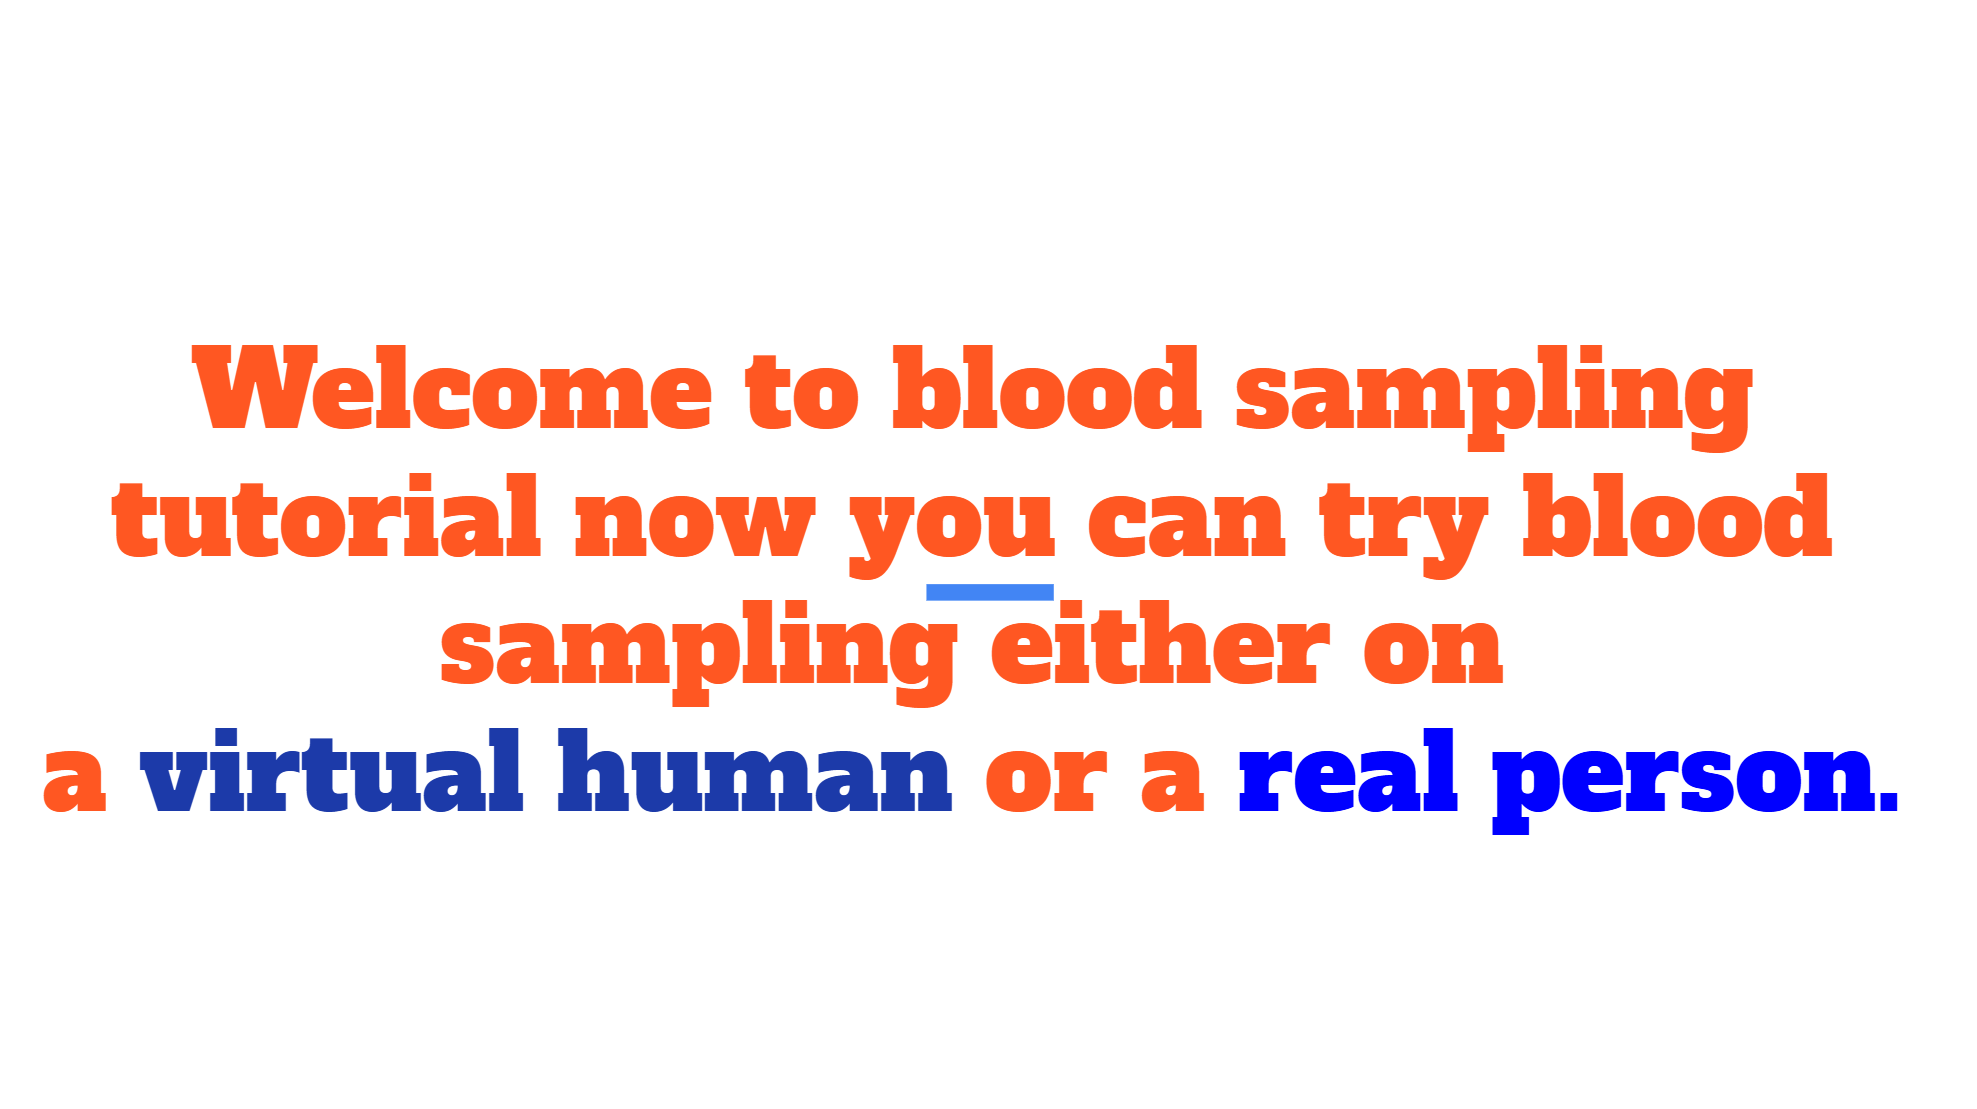 Welcome to blood sampling
tutorial now you can try blood
sampling either on
a virtual human or a real person.